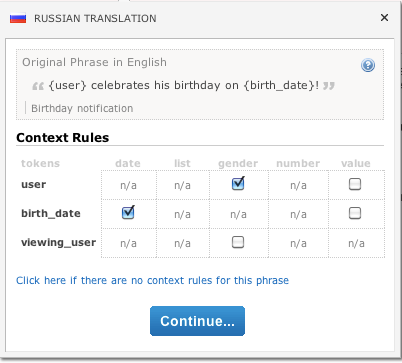 RUSSIAN TRANSLATION ×
Original Phrase in English ?
“ {user} celebrates his birthday on {birth_date}! ”
Birthday notification
Context Rules
tokens date list gender number value
user n/a n/a n/a
birth_date n/a n/a n/a
viewing_user n/a n/a n/a n/a
Click here if there are no context rules for this phrase
Continue...